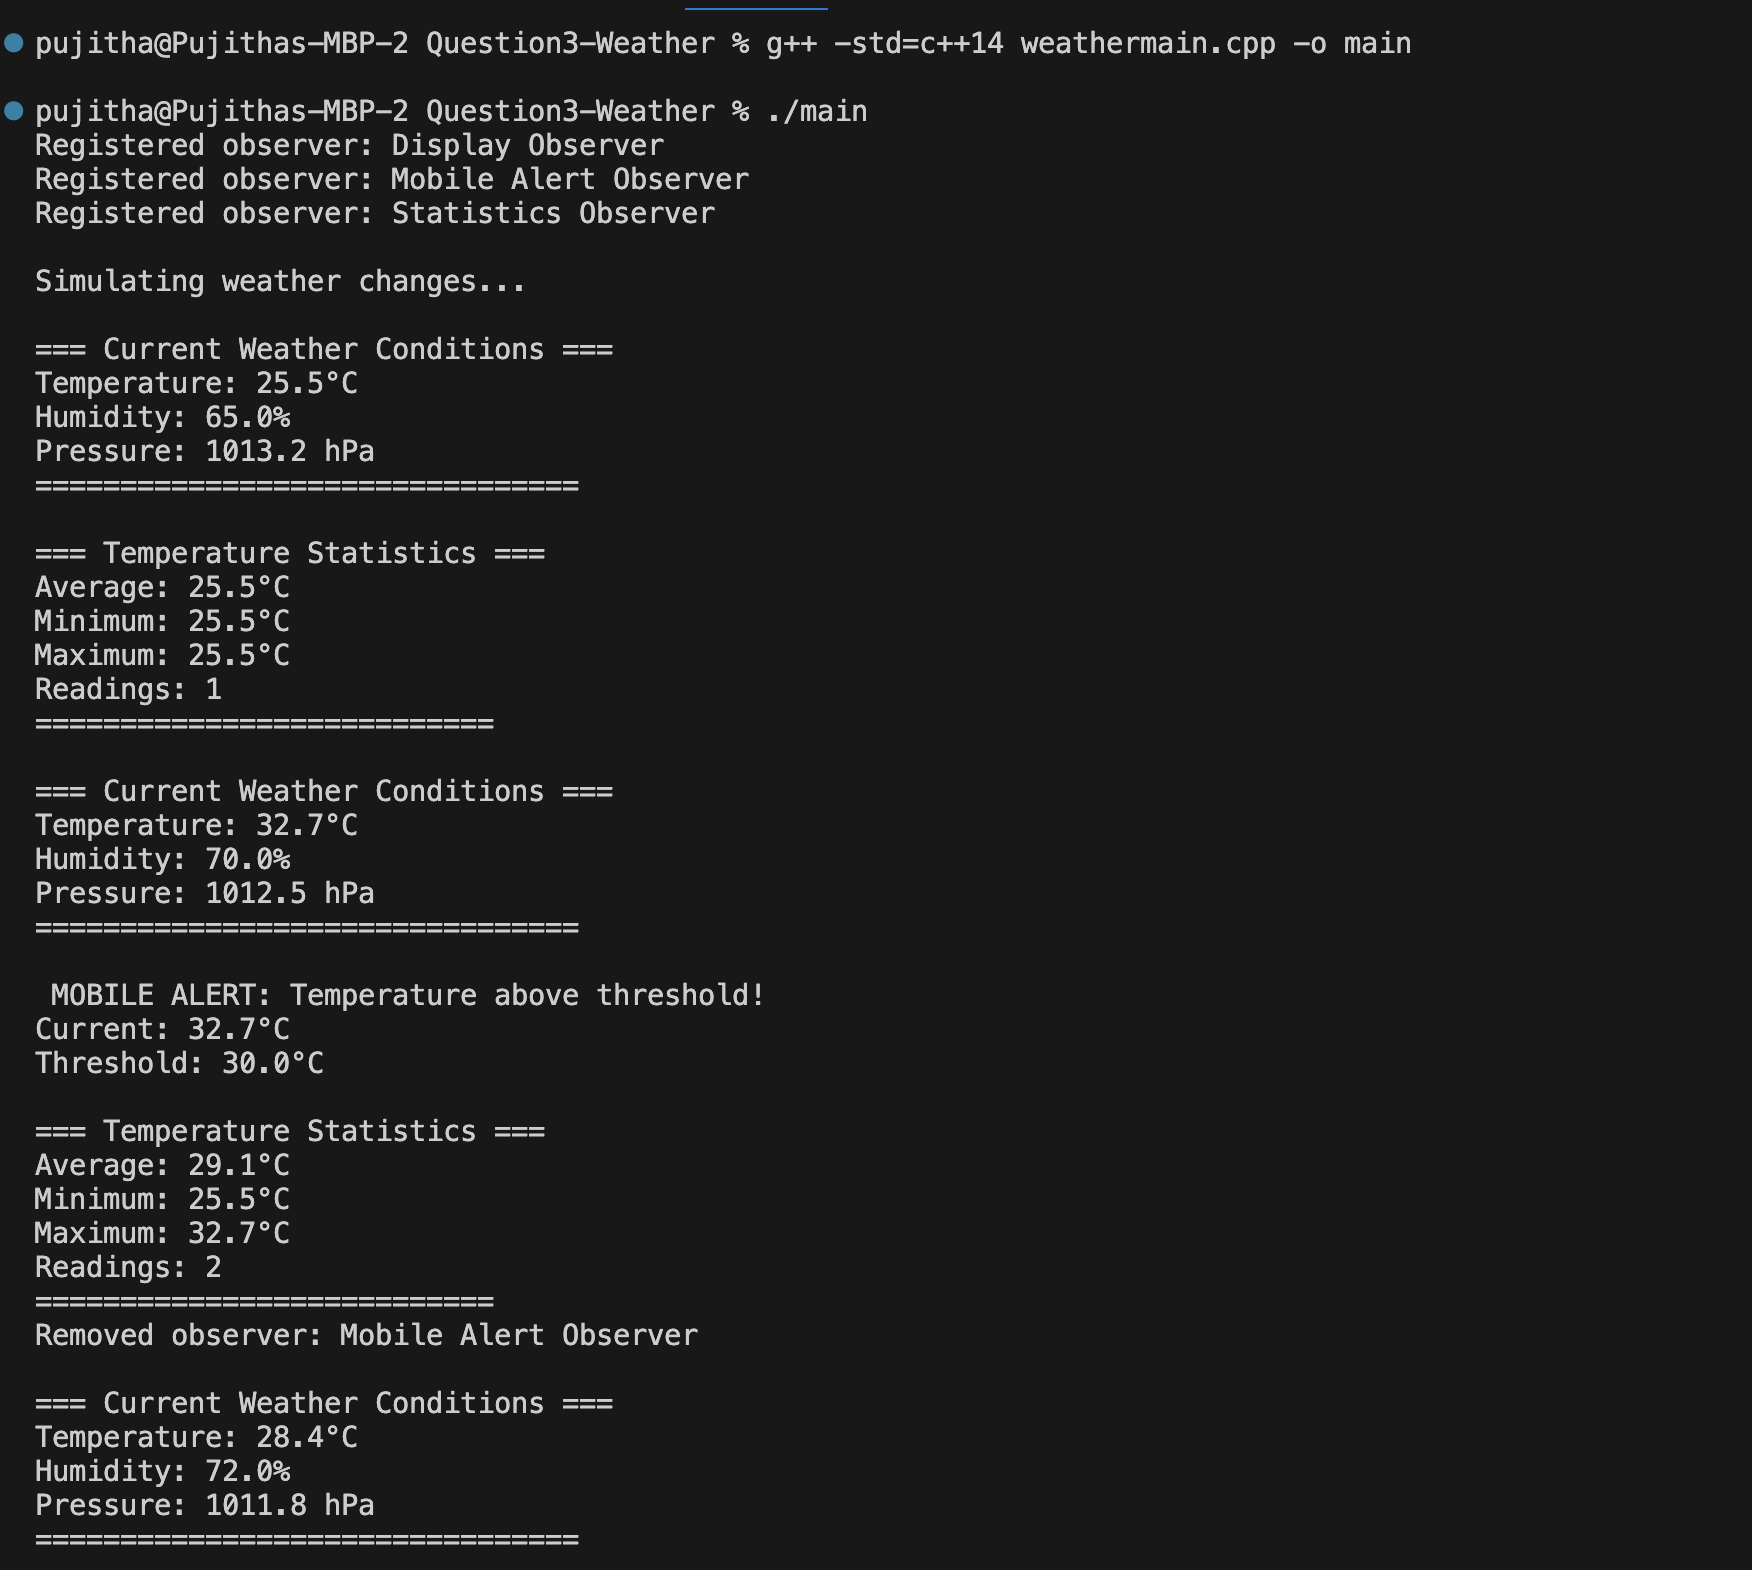 pujitha@Pujithas-MBP-2 Question3-Weather % g++ -std=c++14 weathermain.cpp -o main
pujitha@Pujithas-MBP-2 Question3-Weather % ./main
Registered observer: Display Observer
Registered observer: Mobile Alert Observer
Registered observer: Statistics Observer
Simulating weather changes...
=== Current Weather Conditions ===
Temperature: 25.5°C
Humidity: 65.0%
Pressure: 1013.2 hPa
================================
=== Temperature Statistics ===
Average: 25.5°C
Minimum: 25.5°C
Maximum: 25.5°C
Readings: 1
===========================
=== Current Weather Conditions ===
Temperature: 32.7°C
Humidity: 70.0%
Pressure: 1012.5 hPa
================================
MOBILE ALERT: Temperature above threshold!
Current: 32.7°C
Threshold: 30.0°C
=== Temperature Statistics ===
Average: 29.1°C
Minimum: 25.5°C
Maximum: 32.7°C
Readings: 2
===========================
Removed observer: Mobile Alert Observer
=== Current Weather Conditions ===
Temperature: 28.4°C
Humidity: 72.0%
Pressure: 1011.8 hPa
================================